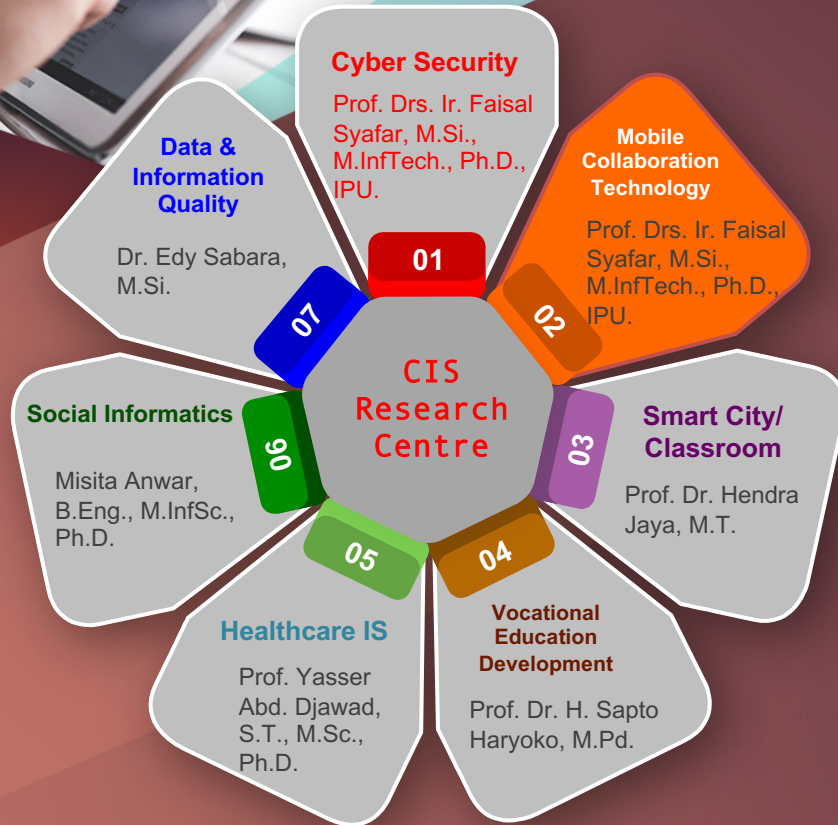 Cyber Security
Prof. Drs. Ir. Faisal
Syafar, M.Si.,
M.InfTech., Ph.D.,
IPU.
01
Mobile
Collaboration
Technology
Prof. Drs. Ir. Faisal
Syafar, M.Si.,
M.InfTech., Ph.D.,
IPU.
02
Smart City/
Classroom
Prof. Dr. Hendra
Jaya, M.T.
03
Vocational
Education
Development
Prof. Dr. H. Sapto
Haryoko, M.Pd.
04
Healthcare IS
Prof. Yasser
Abd. Djawad,
S.T., M.Sc.,
Ph.D.
05
Social Informatics
Misita Anwar,
B.Eng., M.InfSc.,
Ph.D.
06
Data &
Information
Quality
Dr. Edy Sabara,
M.Si.
07
CIS
Research
Centre